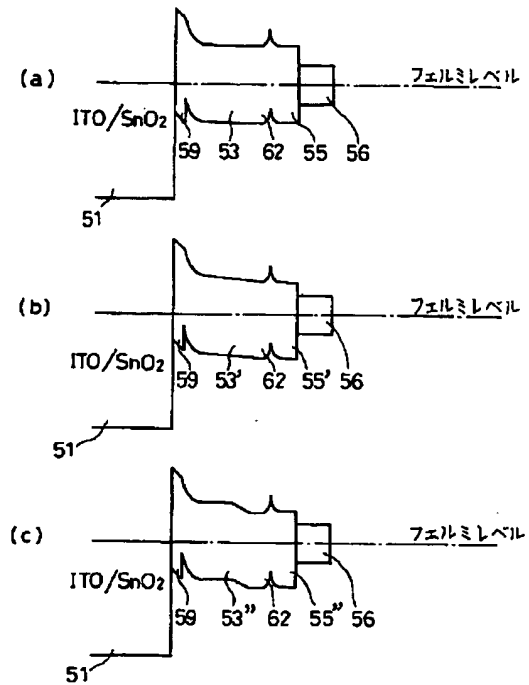 (a)
フェルミレベル
ITO/SnO₂
59 53 62 55 56
51
(b)
フェルミレベル
ITO/SnO₂
59 53' 62 55' 56
51
(c)
フェルミレベル
ITO/SnO₂
59 53" 62 55" 56
51